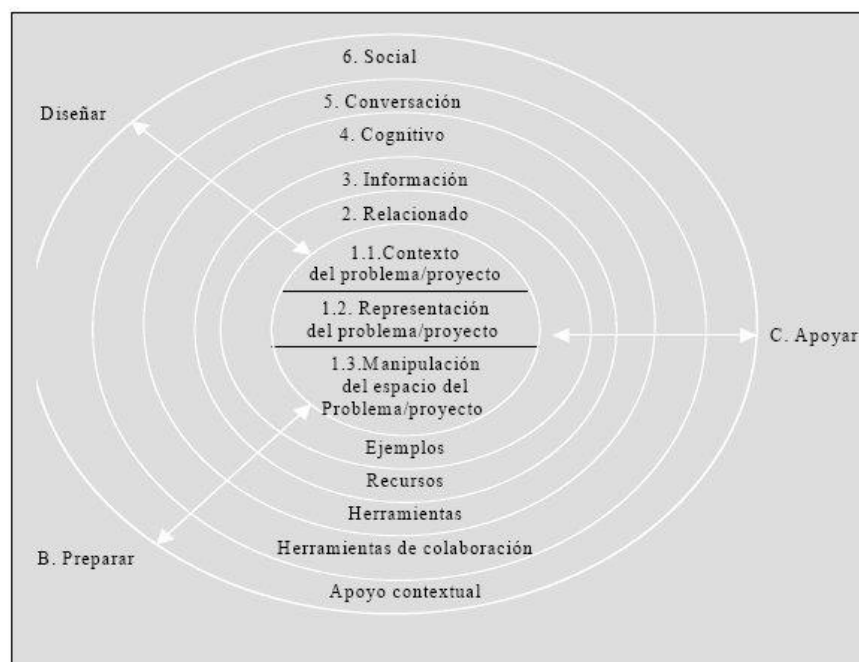 6. Social
Diseñar
5. Conversación
4. Cognitivo
3. Información
2. Relacionado
1.1.Contexto
del problema/proyecto
1.2. Representación
del problema/proyecto
C. Apoyar
1.3.Manipulación
del espacio del
Problema/proyecto
Ejemplos
Recursos
Herramientas
Herramientas de colaboración
B. Preparar
Apoyo contextual